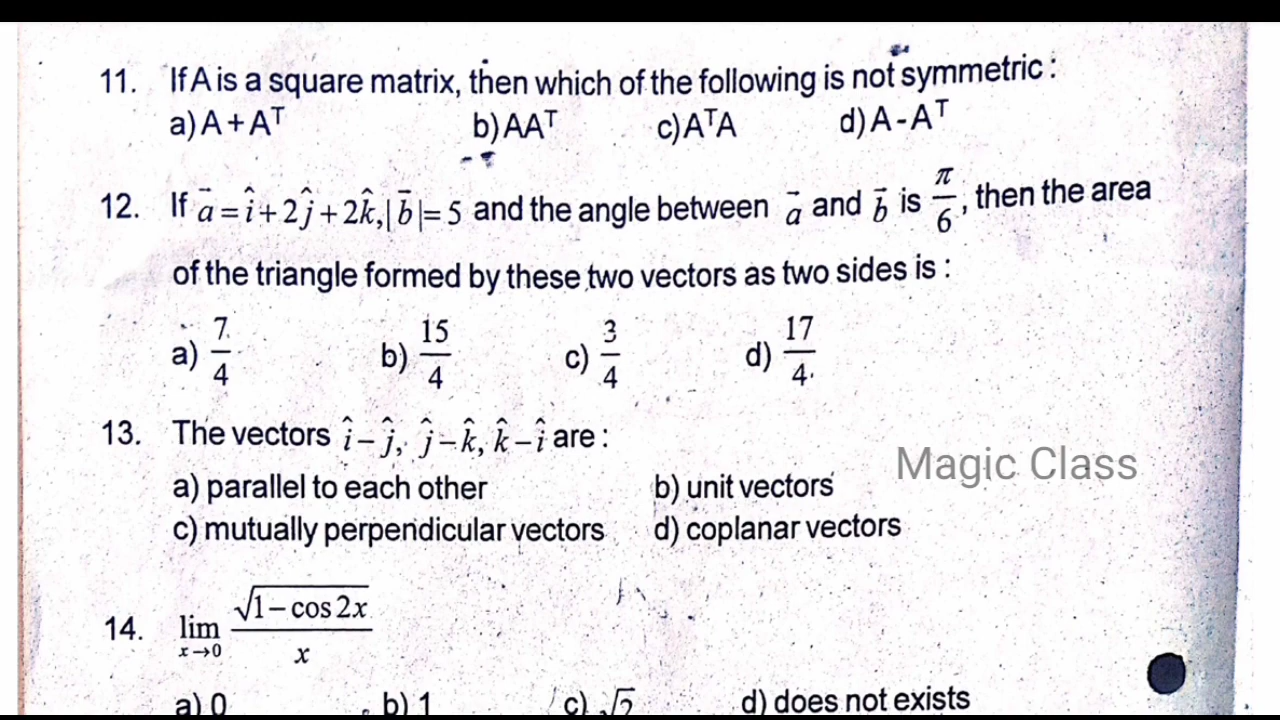 11. If A is a square matrix, then which of the following is not symmetric :
a) A + Aᵀ b) AAᵀ c) AᵀA d) A - Aᵀ
12. If a⃗ = î + 2ĵ + 2k̂, | b⃗ |= 5 and the angle between a⃗ and b⃗ is π/6, then the area
of the triangle formed by these two vectors as two sides is :
a) 7/4 b) 15/4 c) 3/4 d) 17/4
13. The vectors î - ĵ, ĵ - k̂, k̂ - î are :
Magic Class
a) parallel to each other b) unit vectors
c) mutually perpendicular vectors d) coplanar vectors
14. lim x→0 √(1 - cos 2x) / x
a) 0 b) 1 c) √2 d) does not exists